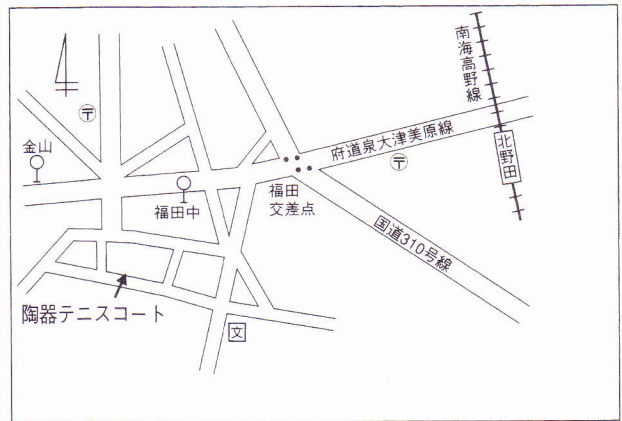 南海高野線
〒
府道泉大津美原線
金山
〒
北野田
福田中
福田
交差点
国道310号線
陶器テニスコート
文